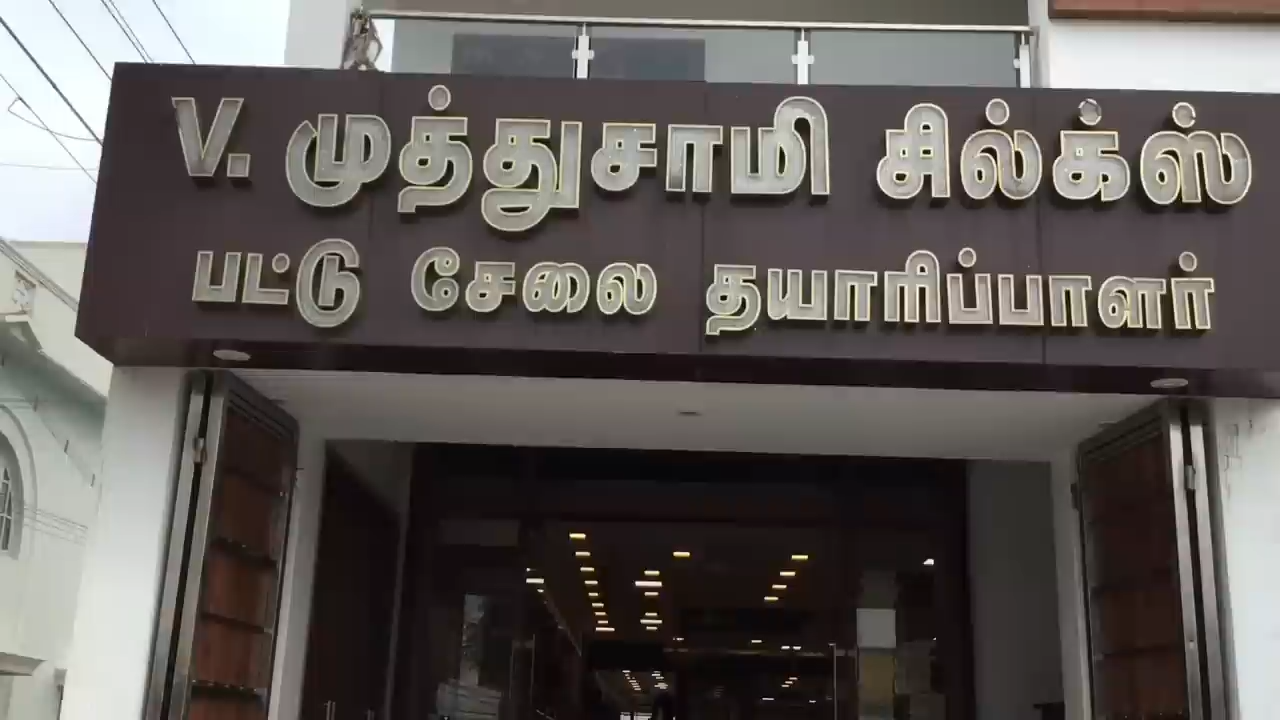 V. முத்துசாமி சில்க்ஸ்
பட்டு சேலை தயாரிப்பாளர்